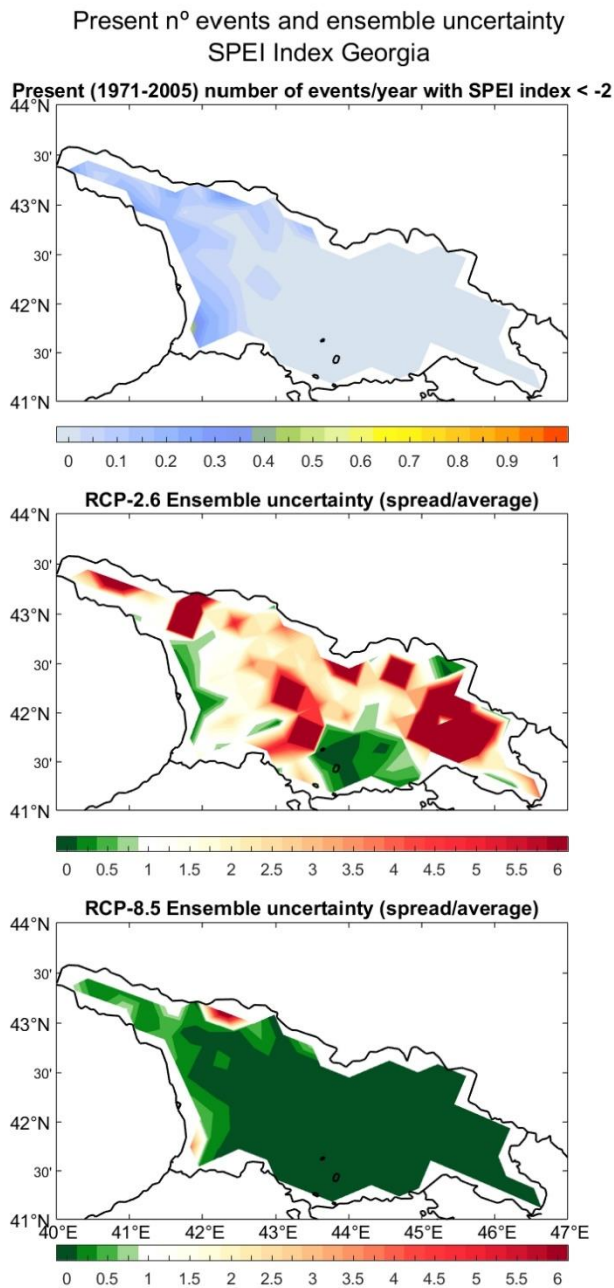 Present nº events and ensemble uncertainty
SPEI Index Georgia
Present (1971-2005) number of events/year with SPEI index < -2
44°N
30'
43°N
30'
42°N
30'
41°N
0 0.1 0.2 0.3 0.4 0.5 0.6 0.7 0.8 0.9 1
RCP-2.6 Ensemble uncertainty (spread/average)
44°N
30'
43°N
30'
42°N
30'
41°N
0 0.5 1 1.5 2 2.5 3 3.5 4 4.5 5 5.5 6
RCP-8.5 Ensemble uncertainty (spread/average)
44°N
30'
43°N
30'
42°N
30'
41°N
40°E 41°E 42°E 43°E 44°E 45°E 46°E 47°E
0 0.5 1 1.5 2 2.5 3 3.5 4 4.5 5 5.5 6